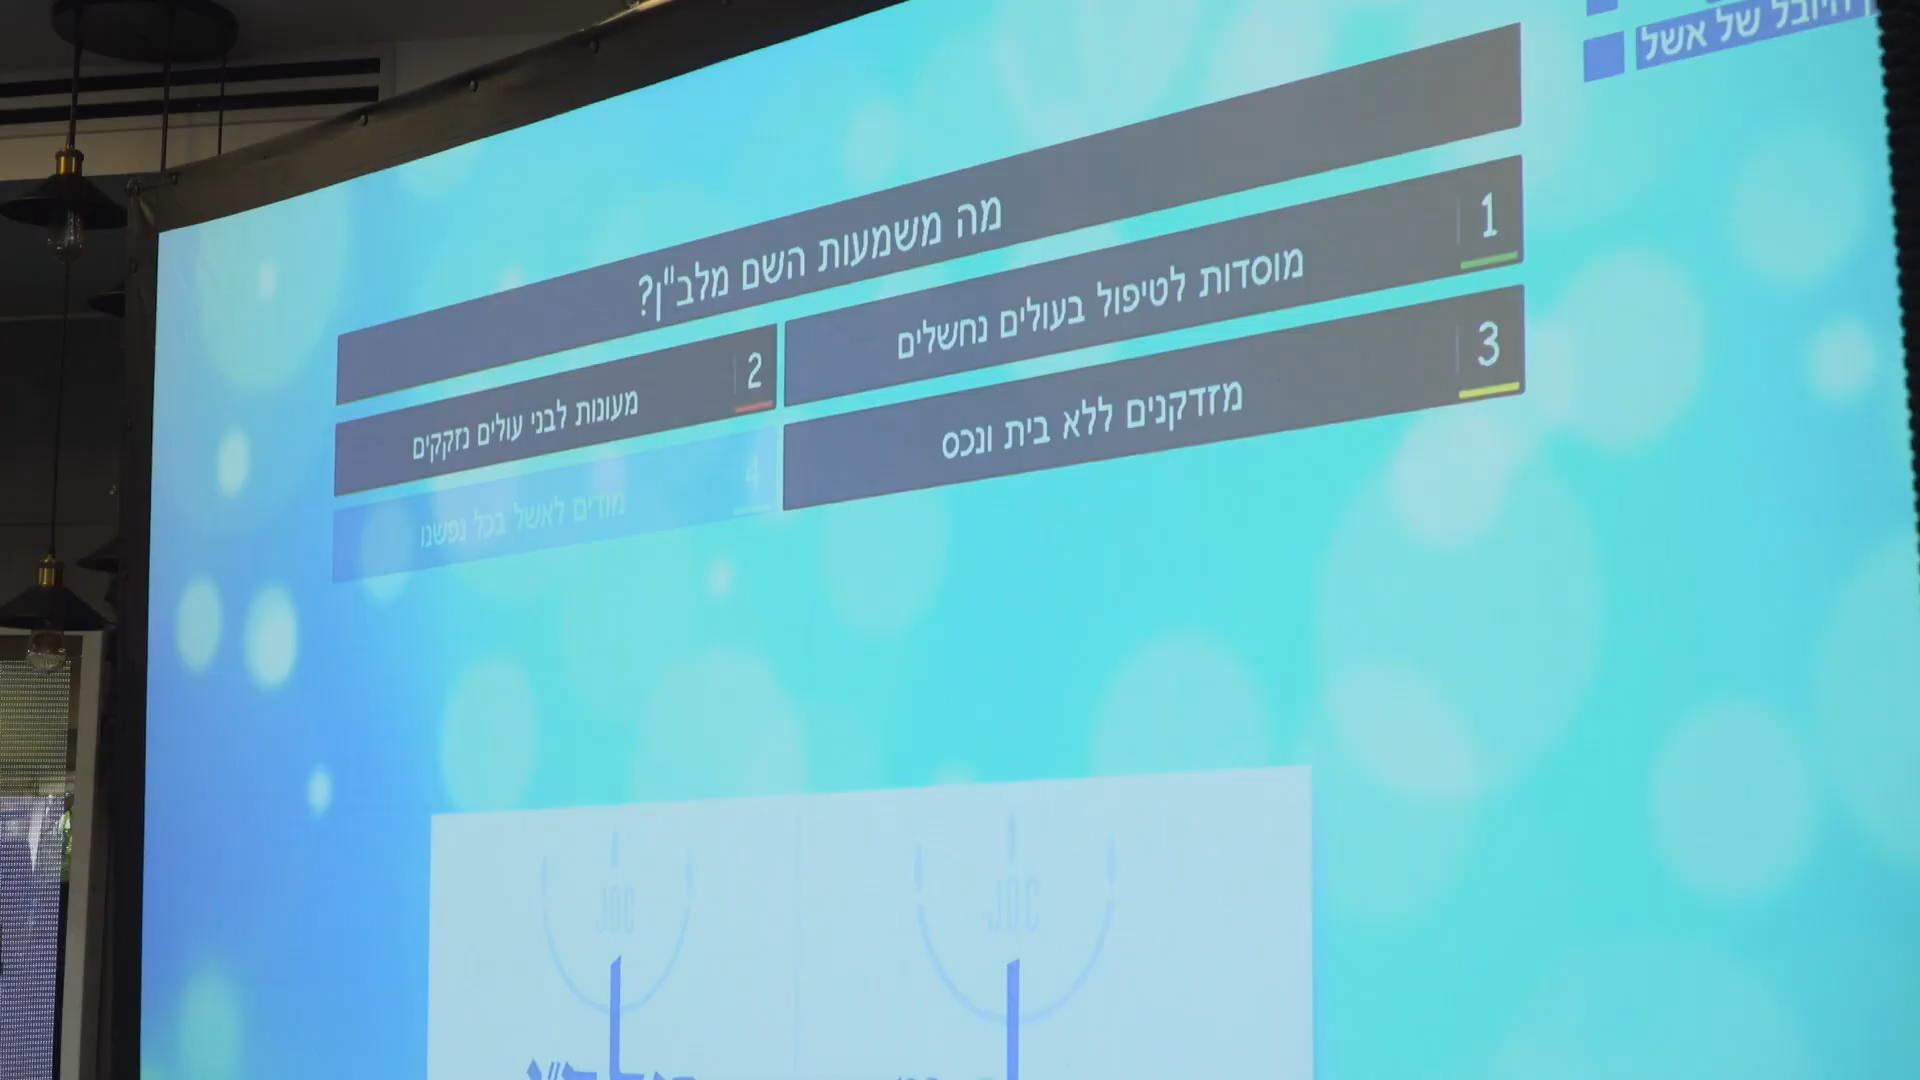 היובל של אשל
מה משמעות השם מלב"ן?
1
מוסדות לטיפול בעולים נחשלים
2
מעונות לבני עולים נזקקים
3
מזדקנים ללא בית ונכס
4
מודים לאשל בכל נפשנו
JDC
JDC